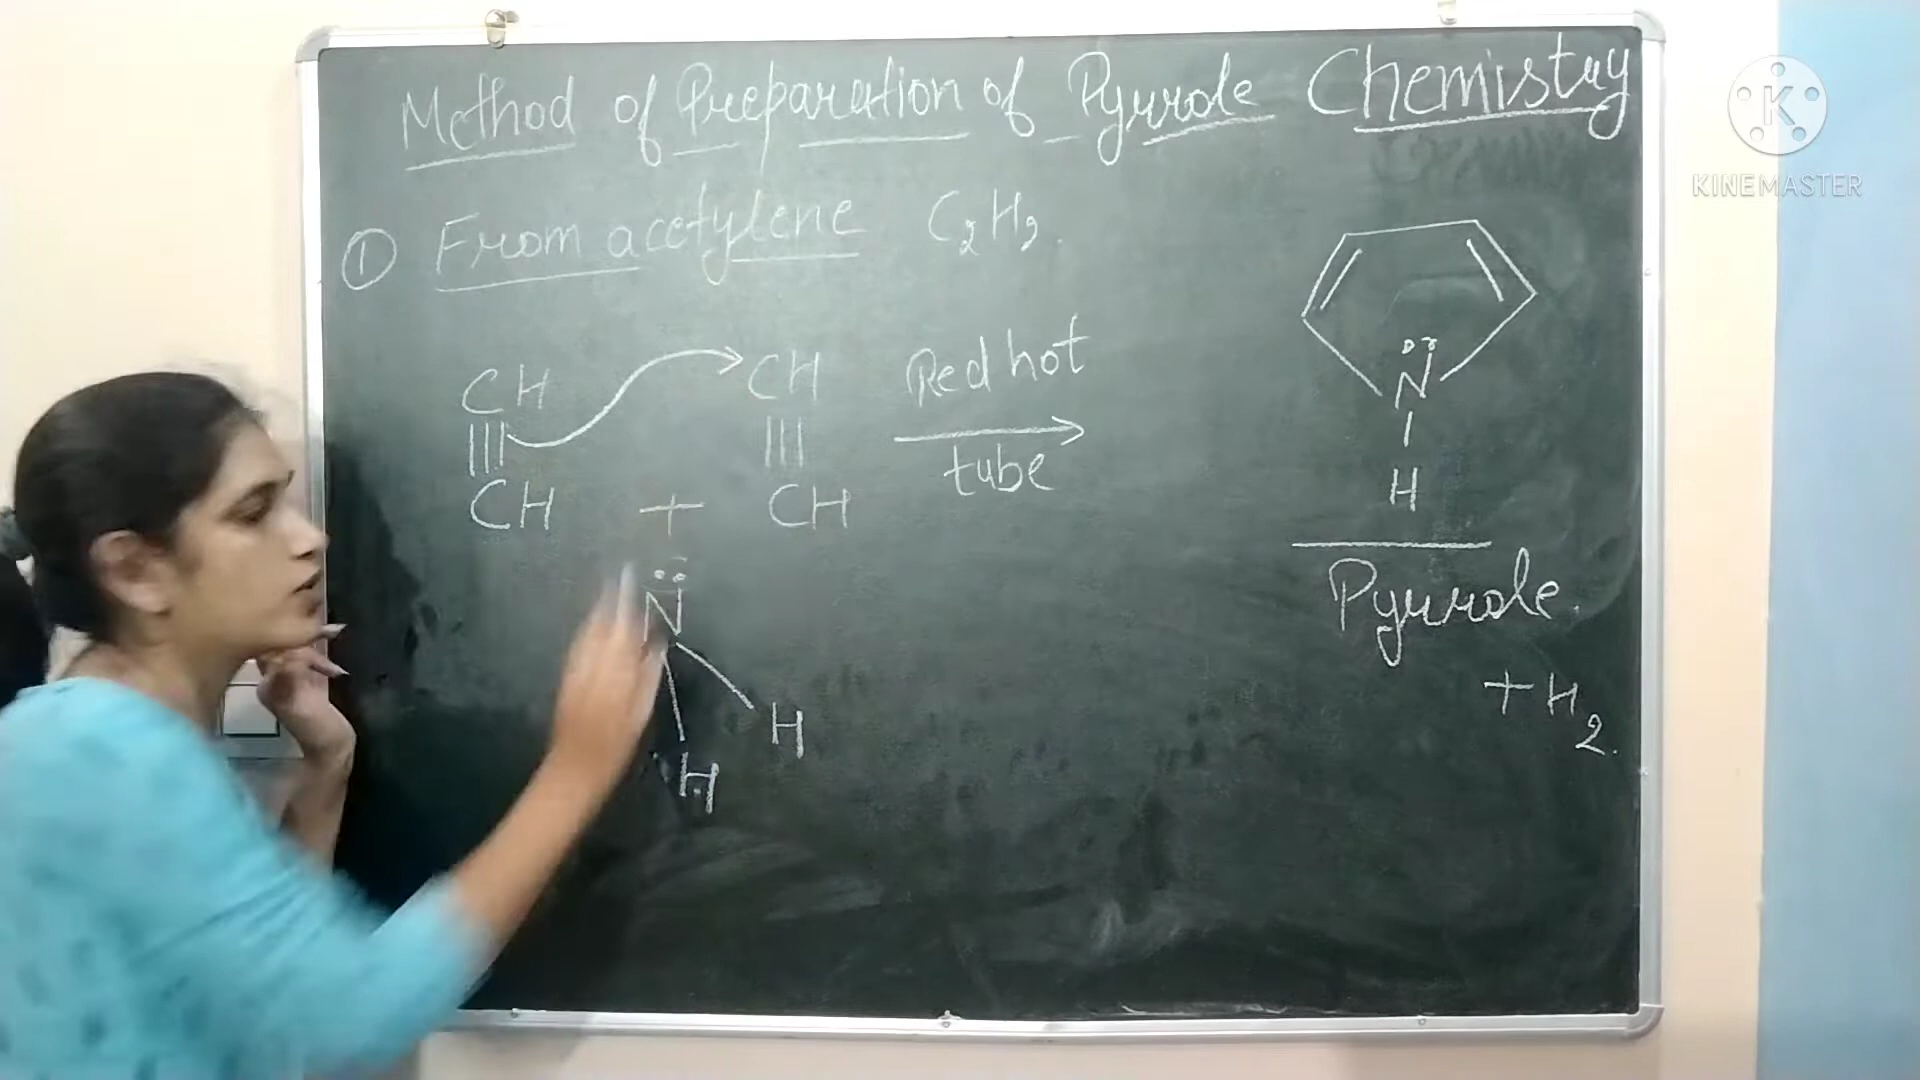 Method of Preparation of Pyrrole Chemistry
K
KINEMASTER
① From acetylene C₂H₂.
CH CH Red hot
CH + CH tube
N
H
H
N
H
Pyrrole.
+ H₂.